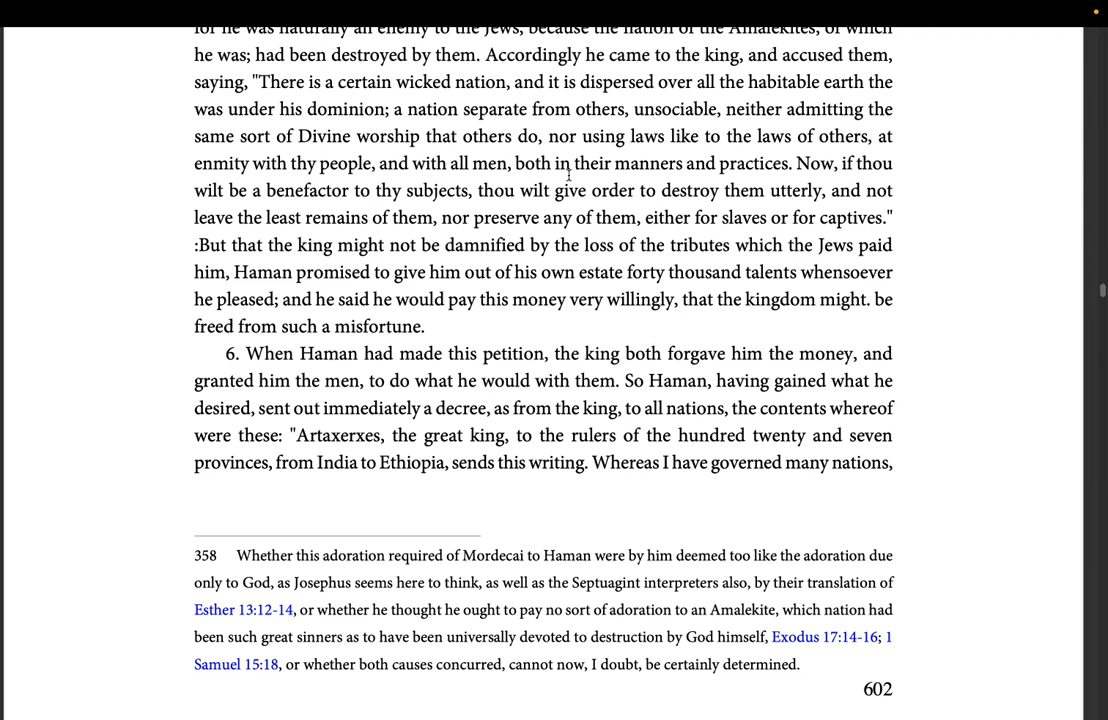 for he was naturally an enemy to the Jews, because the nation of the Amalekites, of which
he was; had been destroyed by them. Accordingly he came to the king, and accused them,
saying, "There is a certain wicked nation, and it is dispersed over all the habitable earth the
was under his dominion; a nation separate from others, unsociable, neither admitting the
same sort of Divine worship that others do, nor using laws like to the laws of others, at
enmity with thy people, and with all men, both in their manners and practices. Now, if thou
wilt be a benefactor to thy subjects, thou wilt give order to destroy them utterly, and not
leave the least remains of them, nor preserve any of them, either for slaves or for captives."
:But that the king might not be damnified by the loss of the tributes which the Jews paid
him, Haman promised to give him out of his own estate forty thousand talents whensoever
he pleased; and he said he would pay this money very willingly, that the kingdom might. be
freed from such a misfortune.
6. When Haman had made this petition, the king both forgave him the money, and
granted him the men, to do what he would with them. So Haman, having gained what he
desired, sent out immediately a decree, as from the king, to all nations, the contents whereof
were these: "Artaxerxes, the great king, to the rulers of the hundred twenty and seven
provinces, from India to Ethiopia, sends this writing. Whereas I have governed many nations,
358 Whether this adoration required of Mordecai to Haman were by him deemed too like the adoration due
only to God, as Josephus seems here to think, as well as the Septuagint interpreters also, by their translation of
Esther 13:12-14, or whether he thought he ought to pay no sort of adoration to an Amalekite, which nation had
been such great sinners as to have been universally devoted to destruction by God himself, Exodus 17:14-16; 1
Samuel 15:18, or whether both causes concurred, cannot now, I doubt, be certainly determined.
602